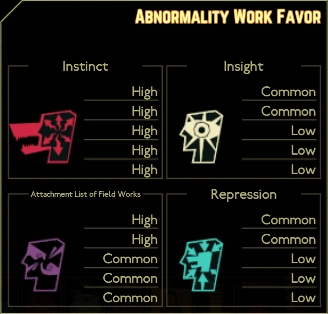 Abnormality Work Favor
Instinct
High
High
High
High
High
Insight
Common
Common
Low
Low
Low
Attachment List of Field Works
High
High
Common
Common
Common
Repression
Common
Common
Low
Low
Low